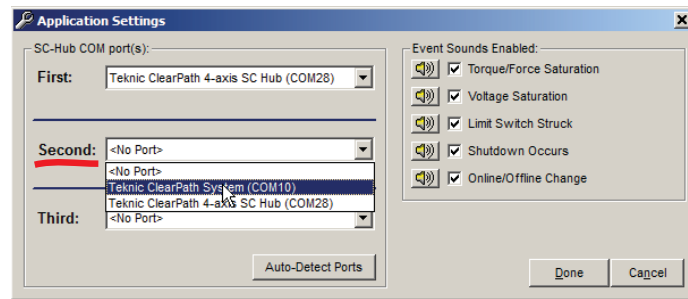 Application Settings
SC-Hub COM port(s):
First:
Teknic ClearPath 4-axis SC Hub (COM28)
Second:
<No Port>
<No Port>
Teknic ClearPath System (COM10)
Teknic ClearPath 4-axis SC Hub (COM28)
Third:
<No Port>
Auto-Detect Ports
Event Sounds Enabled:
Torque/Force Saturation
Voltage Saturation
Limit Switch Struck
Shutdown Occurs
Online/Offline Change
Done
Cancel